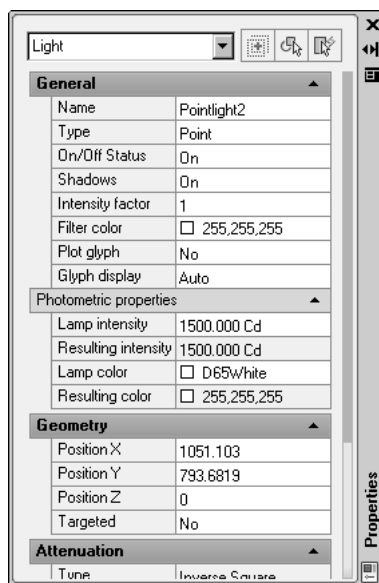 Light
General
Name Pointlight2
Type Point
On/Off Status On
Shadows On
Intensity factor 1
Filter color 255,255,255
Plot glyph No
Glyph display Auto
Photometric properties
Lamp intensity 1500.000 Cd
Resulting intensity 1500.000 Cd
Lamp color D65White
Resulting color 255,255,255
Geometry
Position X 1051.103
Position Y 793.6819
Position Z 0
Targeted No
Attenuation
Type Inverse Square
Properties